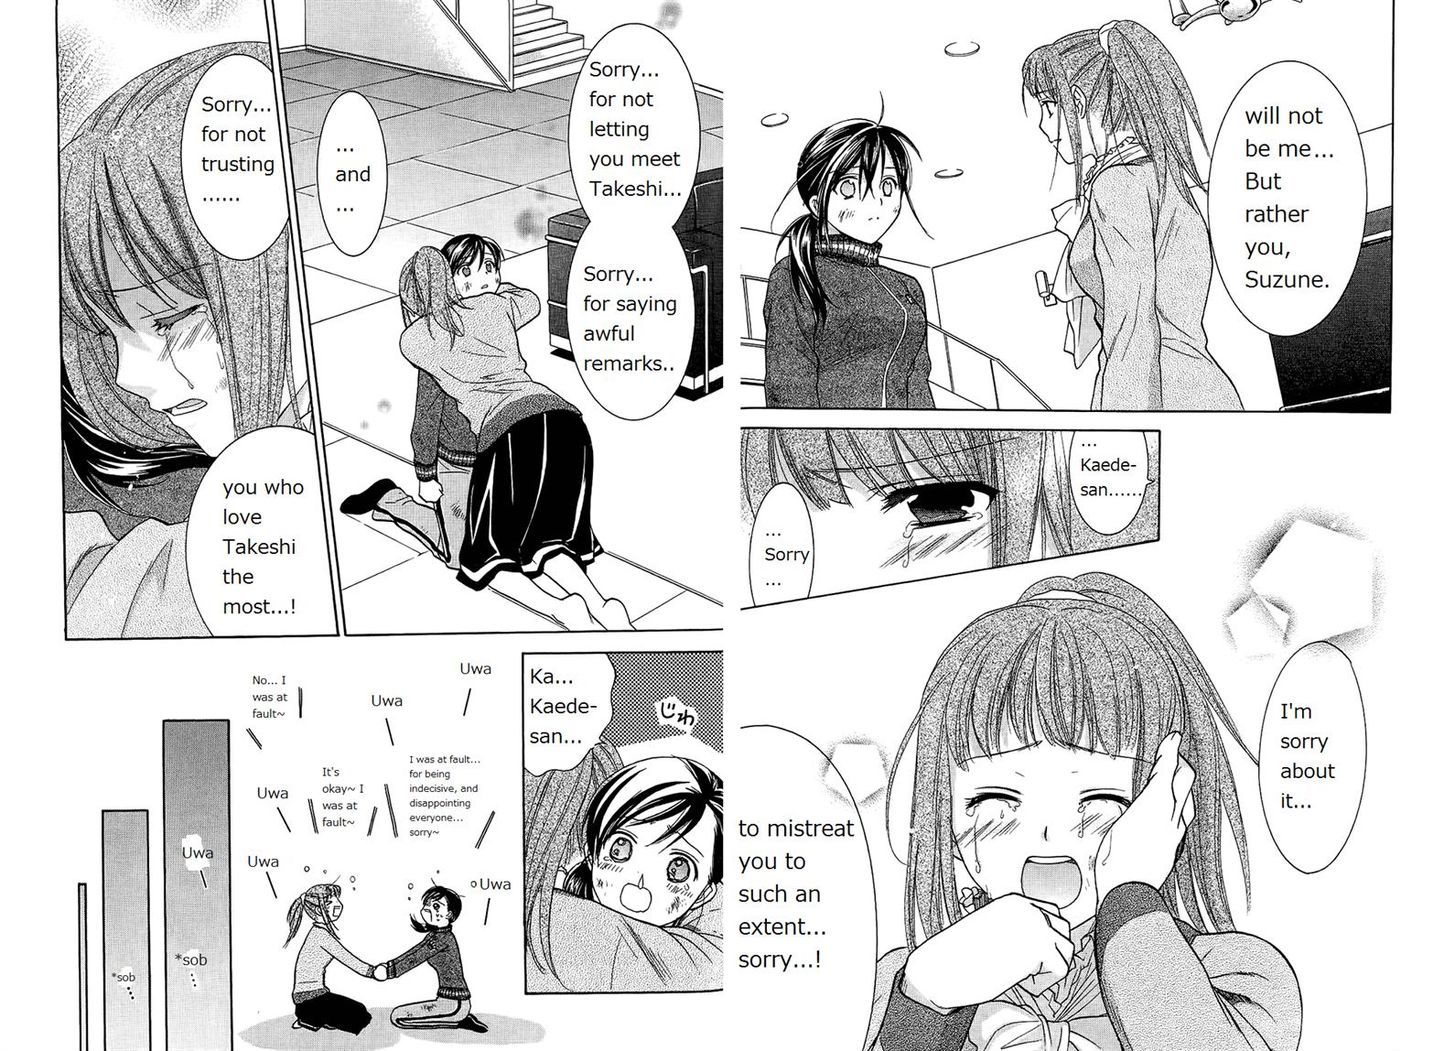 will not
be me...
But
rather
you,
Suzune.
...
Kaede-
san......
...
Sorry
...
I'm
sorry
about
it...
to mistreat
you to
such an
extent...
sorry...!
Sorry...
for not
letting
you meet
Takeshi...
Sorry...
for saying
awful
remarks..
...
and
...
Sorry...
for not
trusting
......
you who
love
Takeshi
the
most...!
Ka...
Kaede-
san...
じわ
Uwa
Uwa
No... I
was at
fault~
I was at fault...
for being
indecisive, and
disappointing
everyone...
sorry~
It's
okay~ I
was at
fault~
Uwa
Uwa
Uwa
Uwa
*sob
...
*sob
...